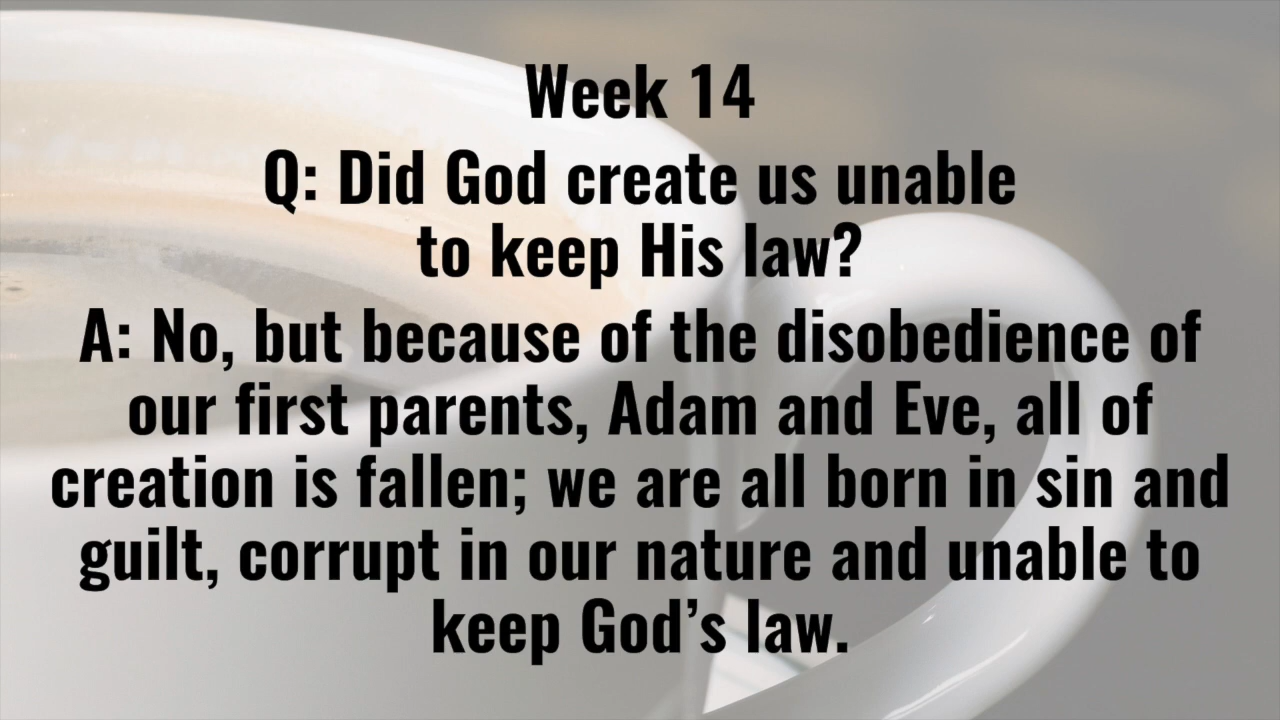 Week 14
Q: Did God create us unable
to keep His law?
A: No, but because of the disobedience of
our first parents, Adam and Eve, all of
creation is fallen; we are all born in sin and
guilt, corrupt in our nature and unable to
keep God’s law.